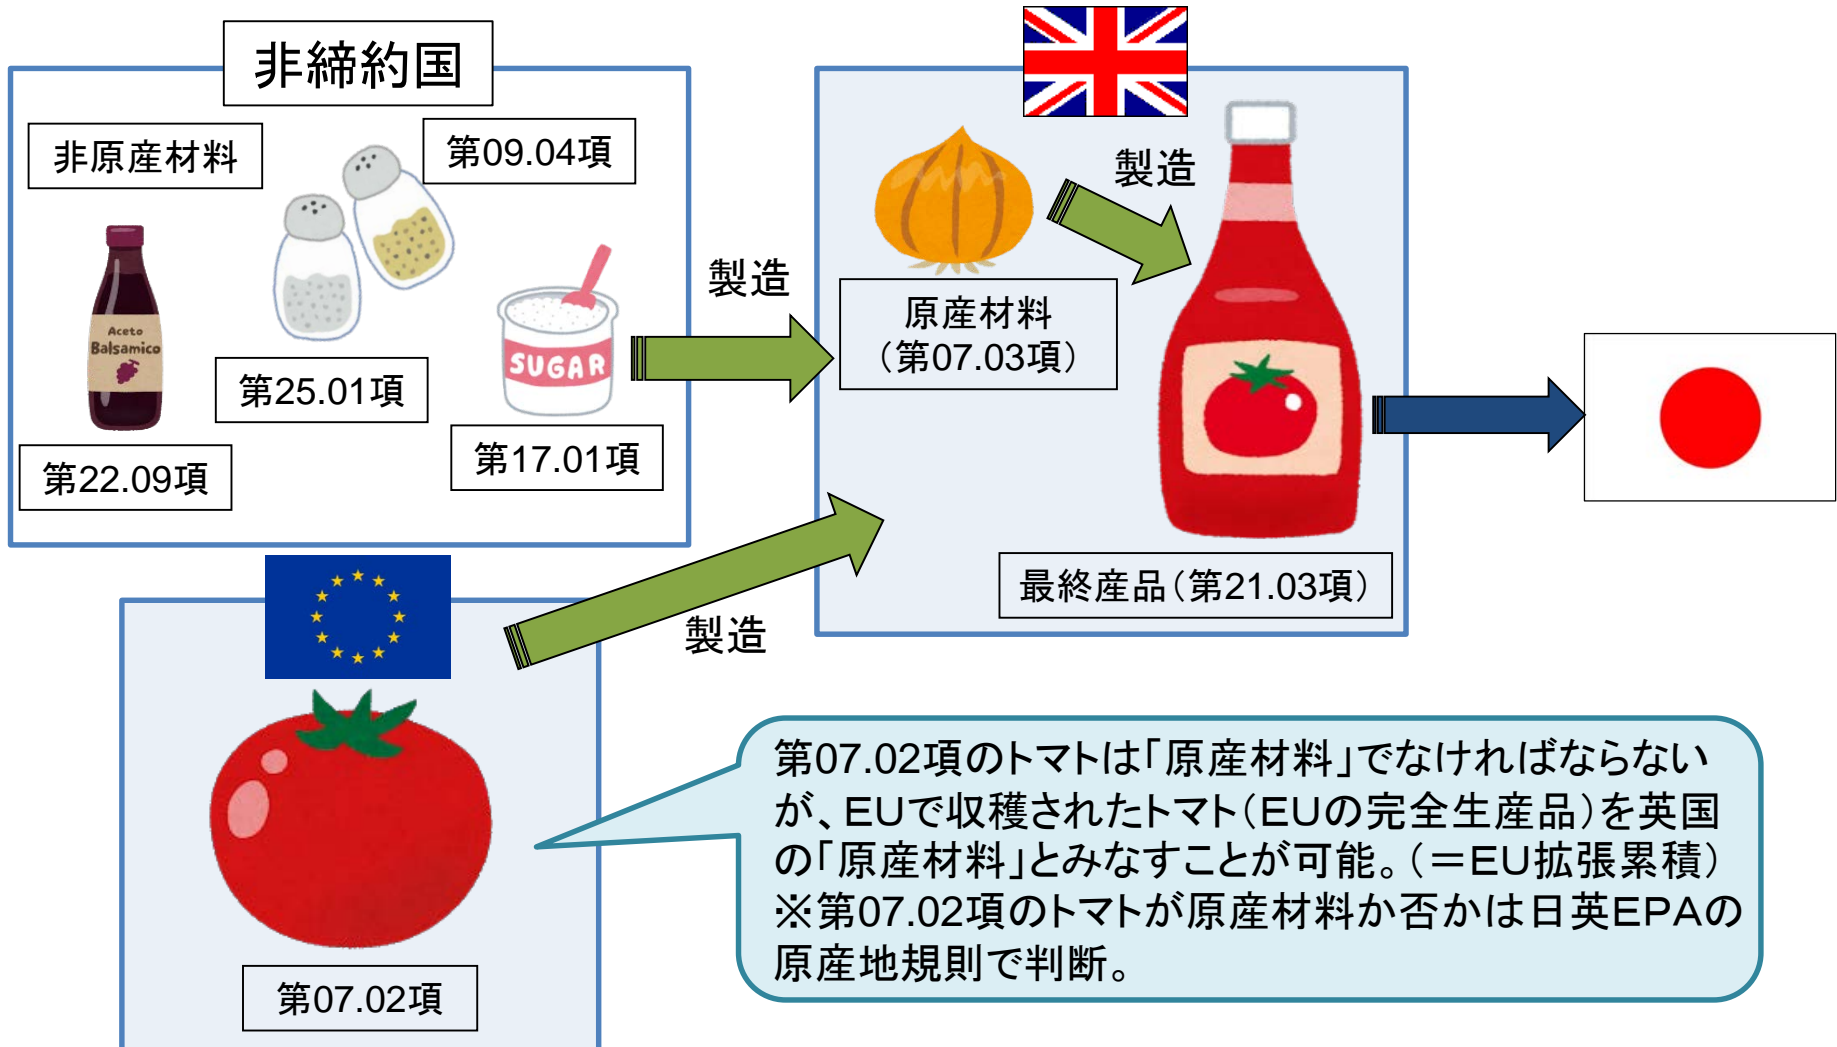 非締約国
非原産材料
第09.04項
Aceto
Balsamico
SUGAR
第25.01項
第17.01項
第22.09項
製造
製造
原産材料
（第07.03項）
最終産品（第21.03項）
製造
第07.02項のトマトは「原産材料」でなければならない
が、EUで収穫されたトマト（EUの完全生産品）を英国
の「原産材料」とみなすことが可能。（＝EU拡張累積）
※第07.02項のトマトが原産材料か否かは日英EPAの
原産地規則で判断。
第07.02項